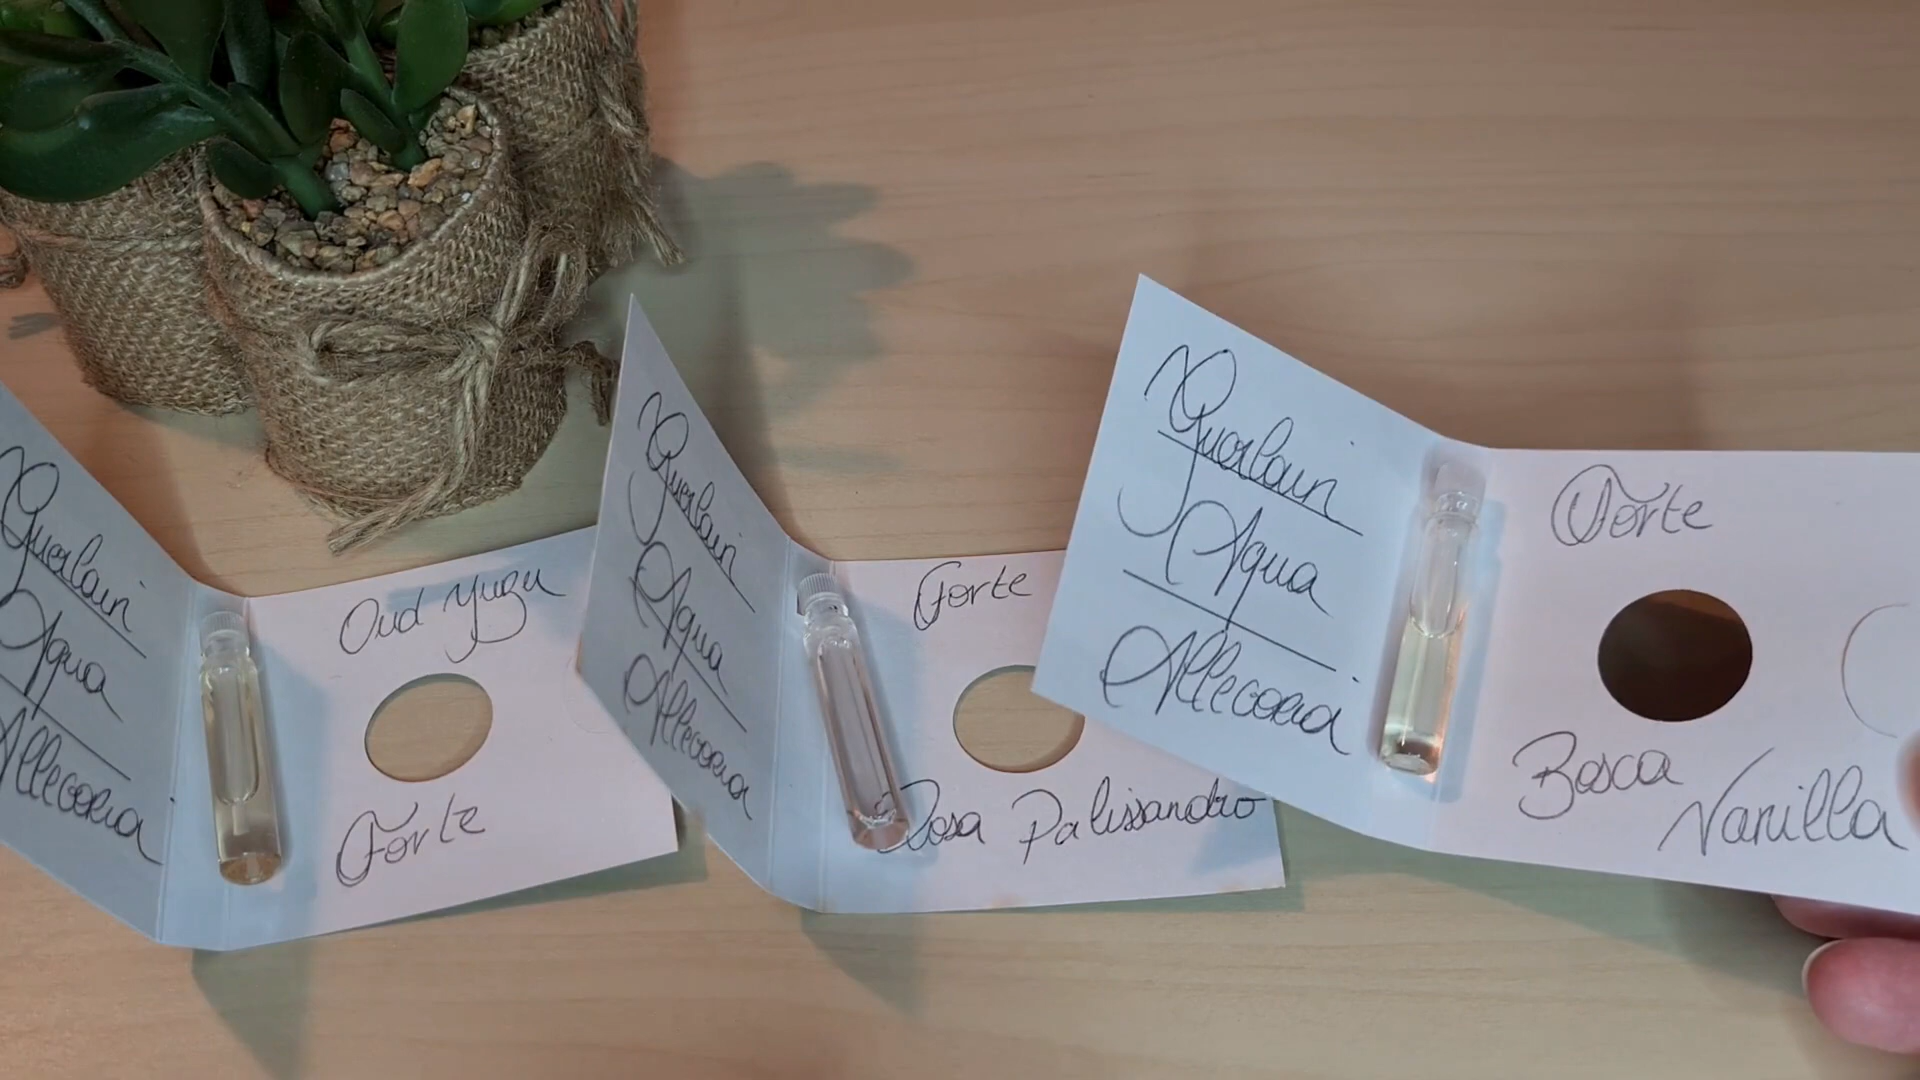 Guerlain
Aqua
Allegoria
Oud Yuzu
Forte
Guerlain
Aqua
Allegoria
Forte
Rosa Palissandro
Guerlain
Aqua
Allegoria
Forte
Bosca
Vanilla